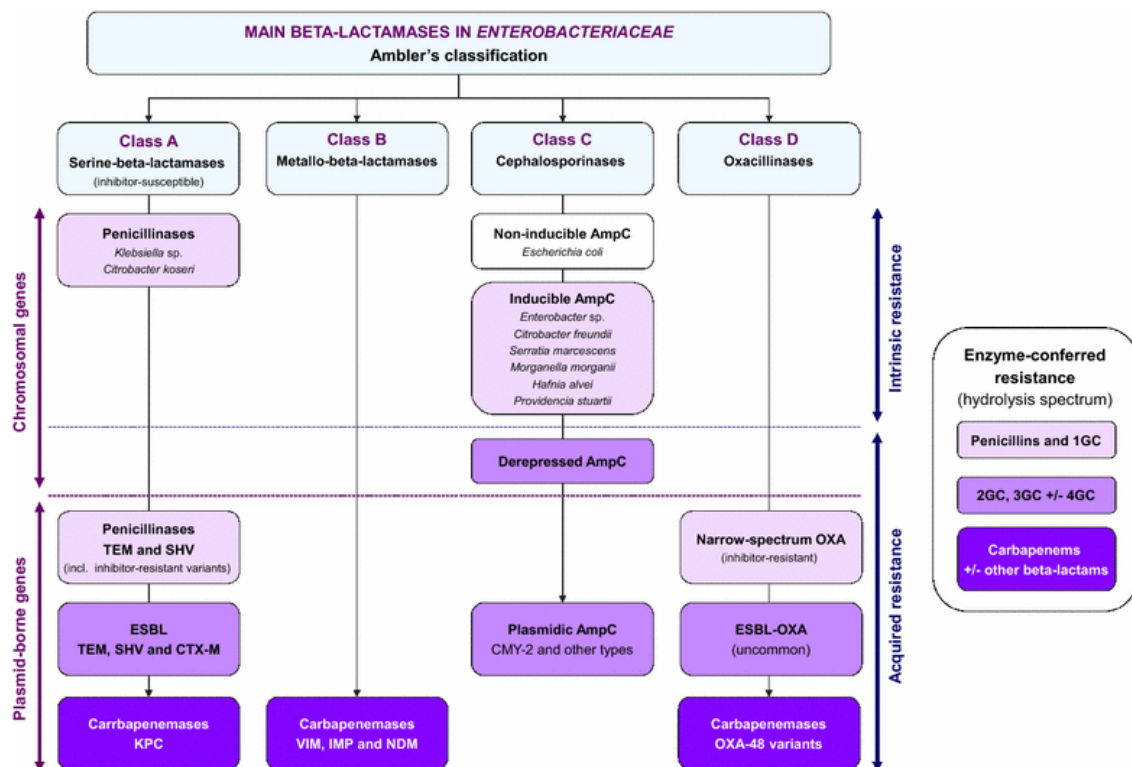 MAIN BETA-LACTAMASES IN ENTEROBACTERIACEAE
Ambler's classification
Class A
Serine-beta-lactamases
(inhibitor-susceptible)
Class B
Metallo-beta-lactamases
Class C
Cephalosporinases
Class D
Oxacillinases
Chromosomal genes
Penicillinases
Klebsiella sp.
Citrobacter koseri
Non-inducible AmpC
Escherichia coli
Inducible AmpC
Enterobacter sp.
Citrobacter freundii
Serratia marcescens
Morganella morganii
Hafnia alvei
Providencia stuartii
Intrinsic resistance
Derepressed AmpC
Plasmid-borne genes
Penicillinases
TEM and SHV
(incl. inhibitor-resistant variants)
Narrow-spectrum OXA
(inhibitor-resistant)
ESBL
TEM, SHV and CTX-M
Plasmidic AmpC
CMY-2 and other types
ESBL-OXA
(uncommon)
Carrbapenemases
KPC
Carbapenemases
VIM, IMP and NDM
Carbapenemases
OXA-48 variants
Acquired resistance
Enzyme-conferred
resistance
(hydrolysis spectrum)
Penicillins and 1GC
2GC, 3GC +/- 4GC
Carbapenems
+/- other beta-lactams